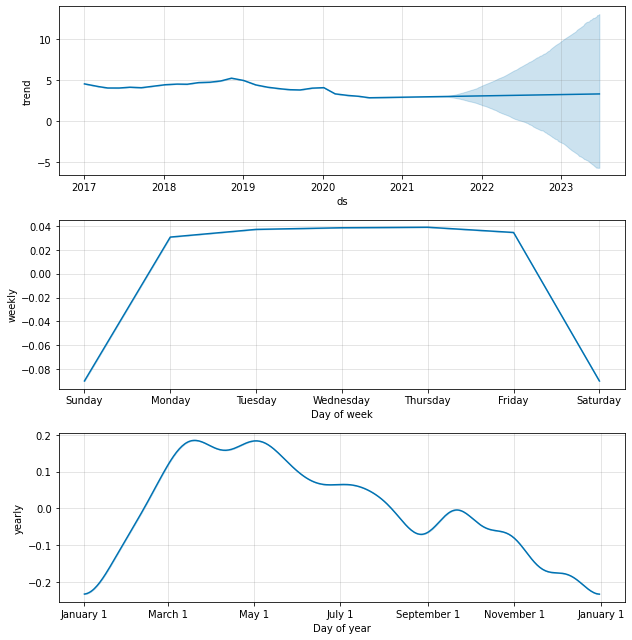 10
5
0
−5
trend
2017 2018 2019 2020 2021 2022 2023
ds
0.04
0.02
0.00
−0.02
−0.04
−0.06
−0.08
weekly
Sunday Monday Tuesday Wednesday Thursday Friday Saturday
Day of week
0.2
0.1
0.0
−0.1
−0.2
yearly
January 1 March 1 May 1 July 1 September 1 November 1 January 1
Day of year